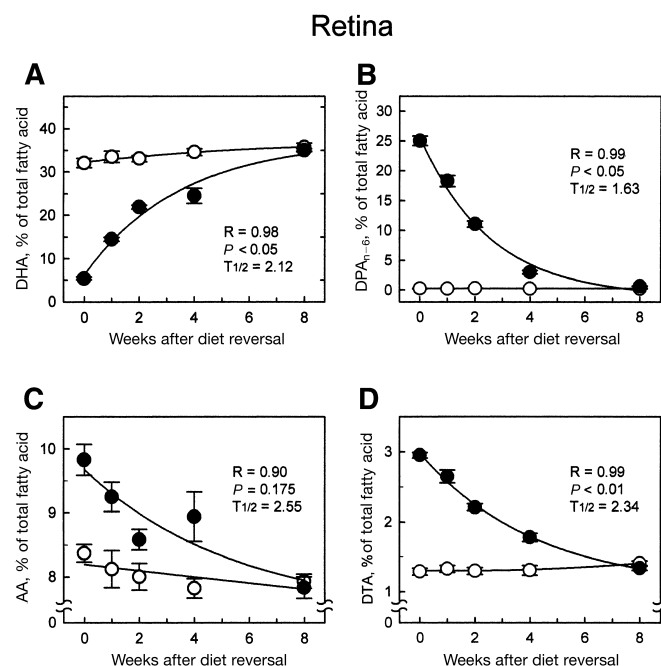 Retina
A
DHA, % of total fatty acid
40
30
20
10
0
R = 0.98
P < 0.05
T1/2 = 2.12
0 2 4 8
Weeks after diet reversal
B
DPAn−6, % of total fatty acid
30
25
20
15
10
5
0
R = 0.99
P < 0.05
T1/2 = 1.63
0 2 4 8
Weeks after diet reversal
C
AA, % of total fatty acid
10
9
8
0
R = 0.90
P = 0.175
T1/2 = 2.55
0 2 4 8
Weeks after diet reversal
D
DTA, % of total fatty acid
3
2
1
0
R = 0.99
P < 0.01
T1/2 = 2.34
0 2 4 8
Weeks after diet reversal